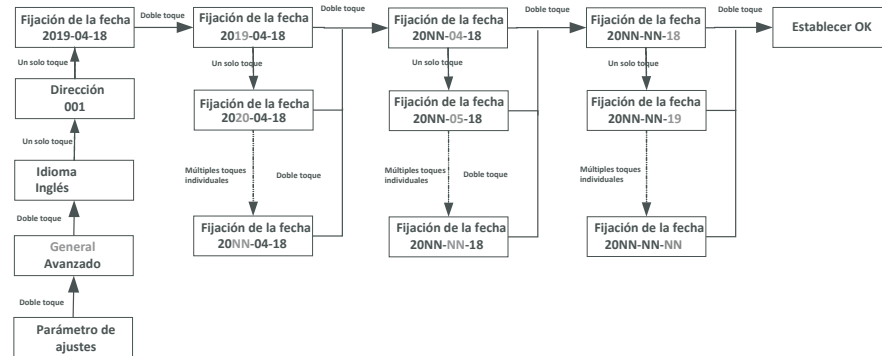 Fijación de la fecha
2019-04-18
Doble toque
Fijación de la fecha
2019-04-18
Doble toque
Fijación de la fecha
20NN-04-18
Doble toque
Fijación de la fecha
20NN-NN-18
Doble toque
Establecer OK
Un solo toque
Un solo toque
Un solo toque
Un solo toque
Dirección
001
Fijación de la fecha
2020-04-18
Fijación de la fecha
20NN-05-18
Fijación de la fecha
20NN-NN-19
Un solo toque
Idioma
Inglés
Múltiples toques
individuales
Doble toque
Múltiples toques
individuales
Doble toque
Múltiples toques
individuales
Doble toque
Fijación de la fecha
20NN-04-18
Fijación de la fecha
20NN-NN-18
Fijación de la fecha
20NN-NN-NN
General
Avanzado
Doble toque
Parámetro de
ajustes